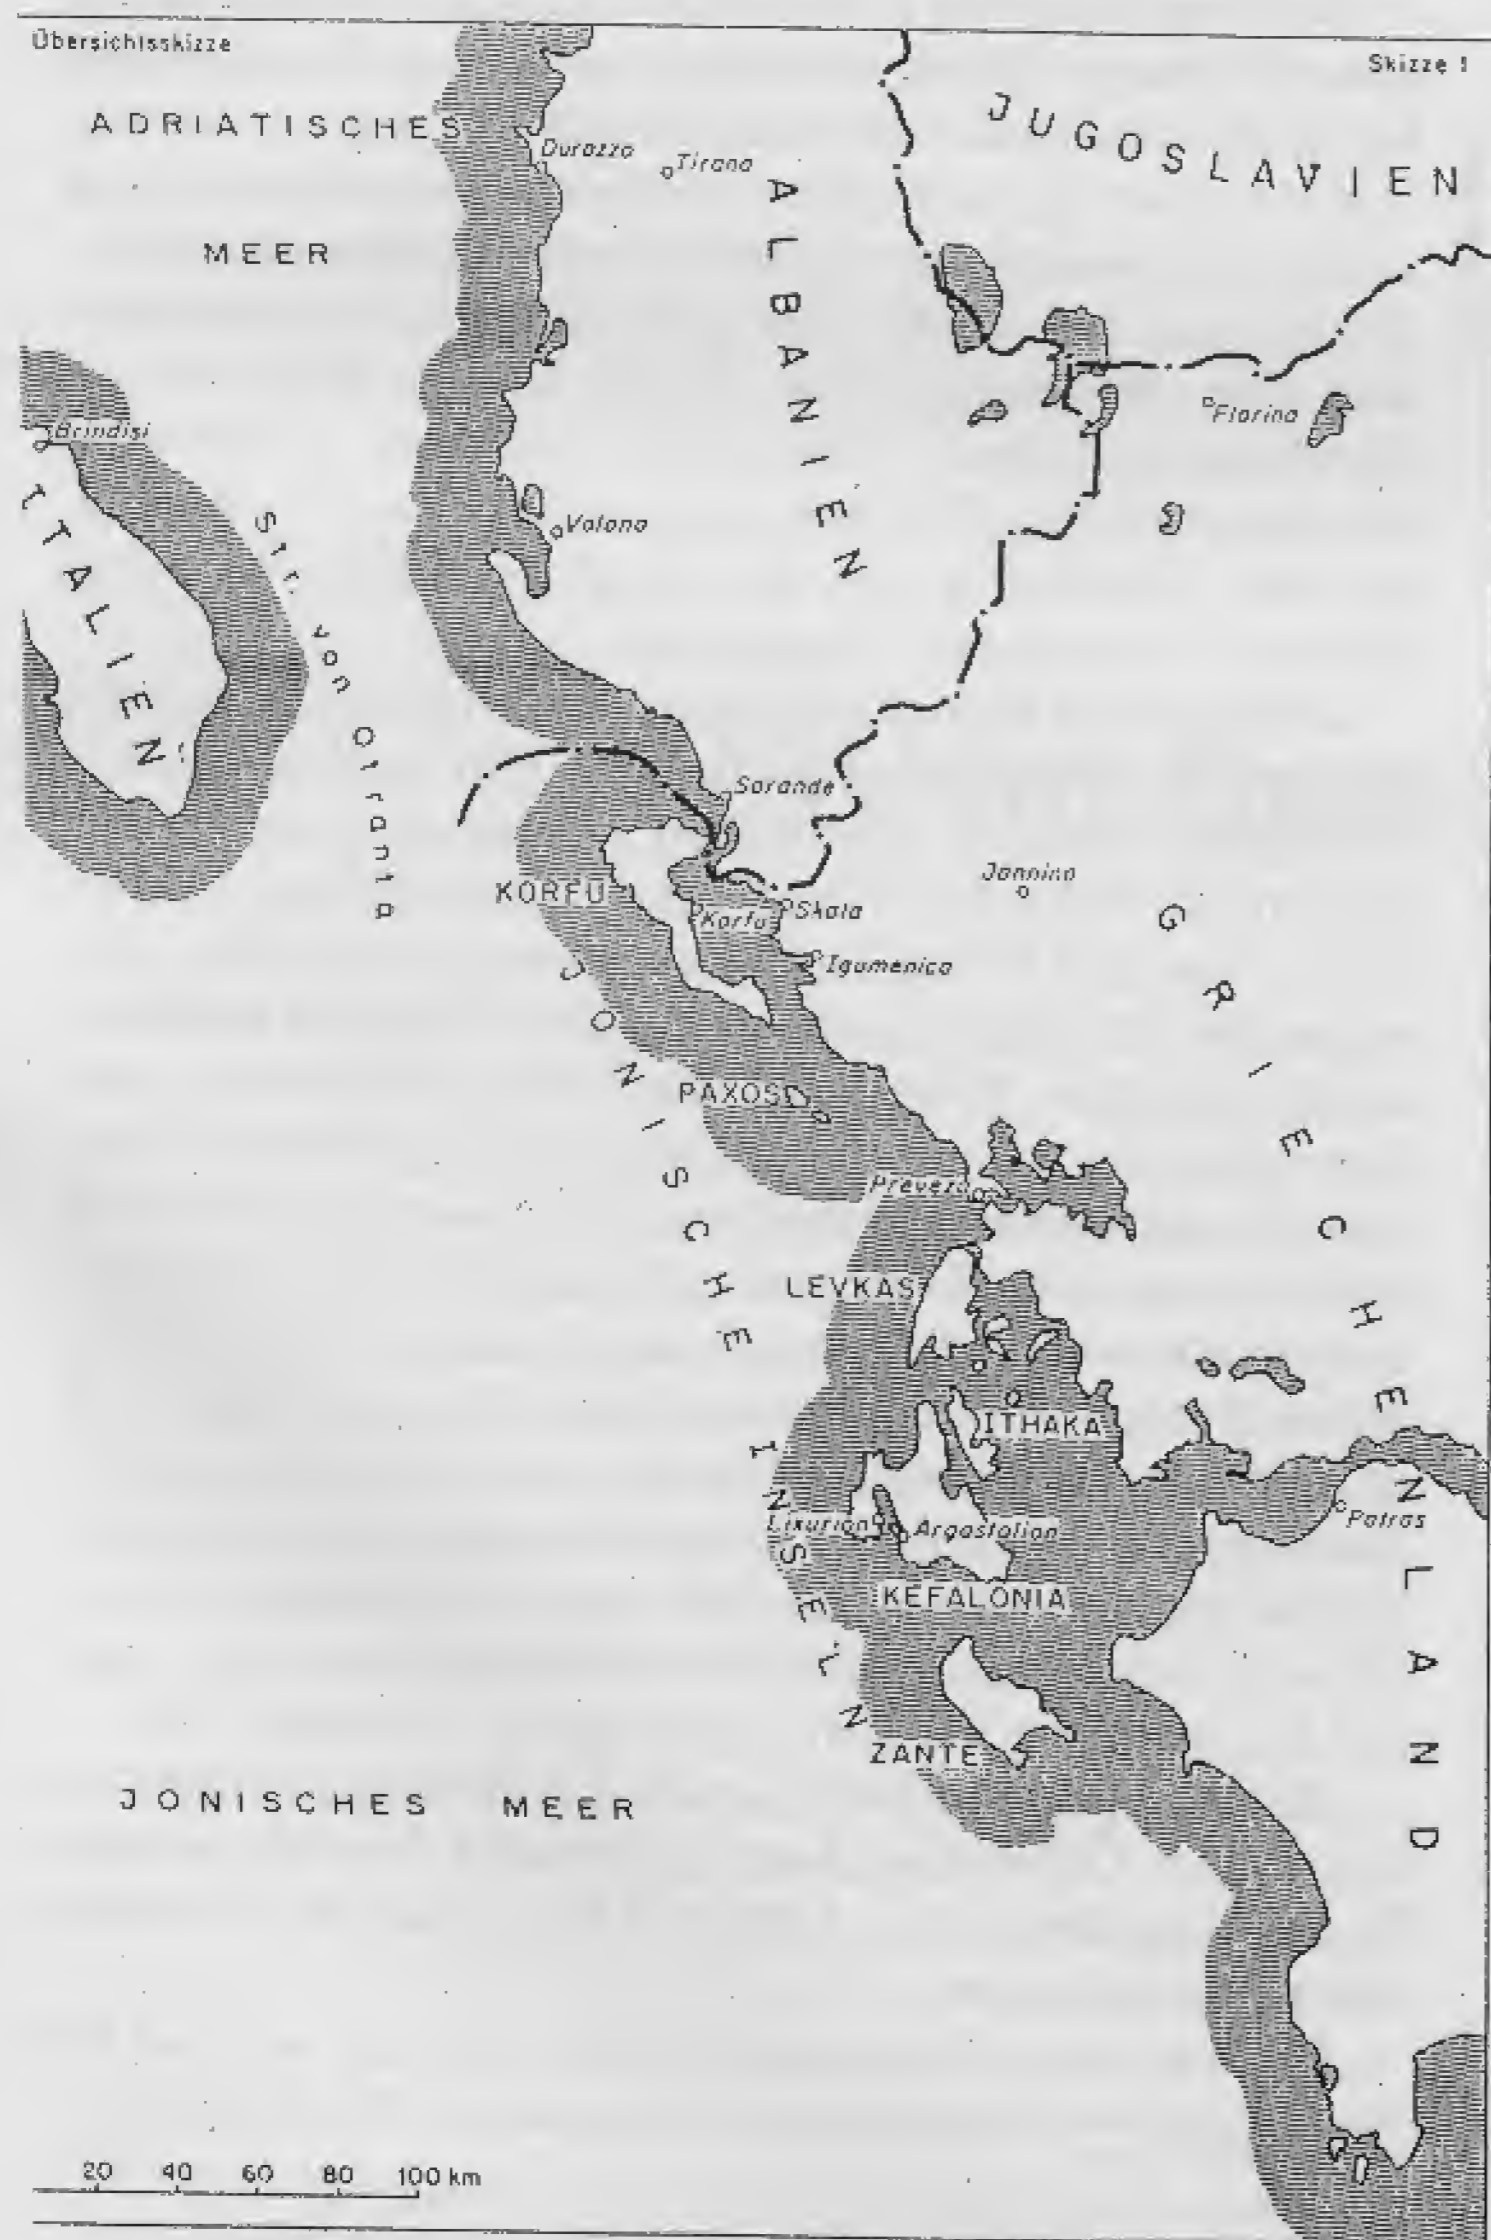 Übersichtsskizze
Skizze 1
ADRIATISCHES
MEER
JUGOSLAVIEN
Durazzo
Tirana
ALBANIEN
Brindisi
ITALIEN
Str. von Otranto
Valona
Florina
Sarande
KORFU
Korfu
Skala
Jannina
Igumenica
GRIECHENLAND
JONISCHE INSELN
PAXOS
Preveza
LEVKAS
ITHAKA
Lixurion
Argostolion
Patras
KEFALONIA
ZANTE
JONISCHES MEER
20 40 60 80 100 km